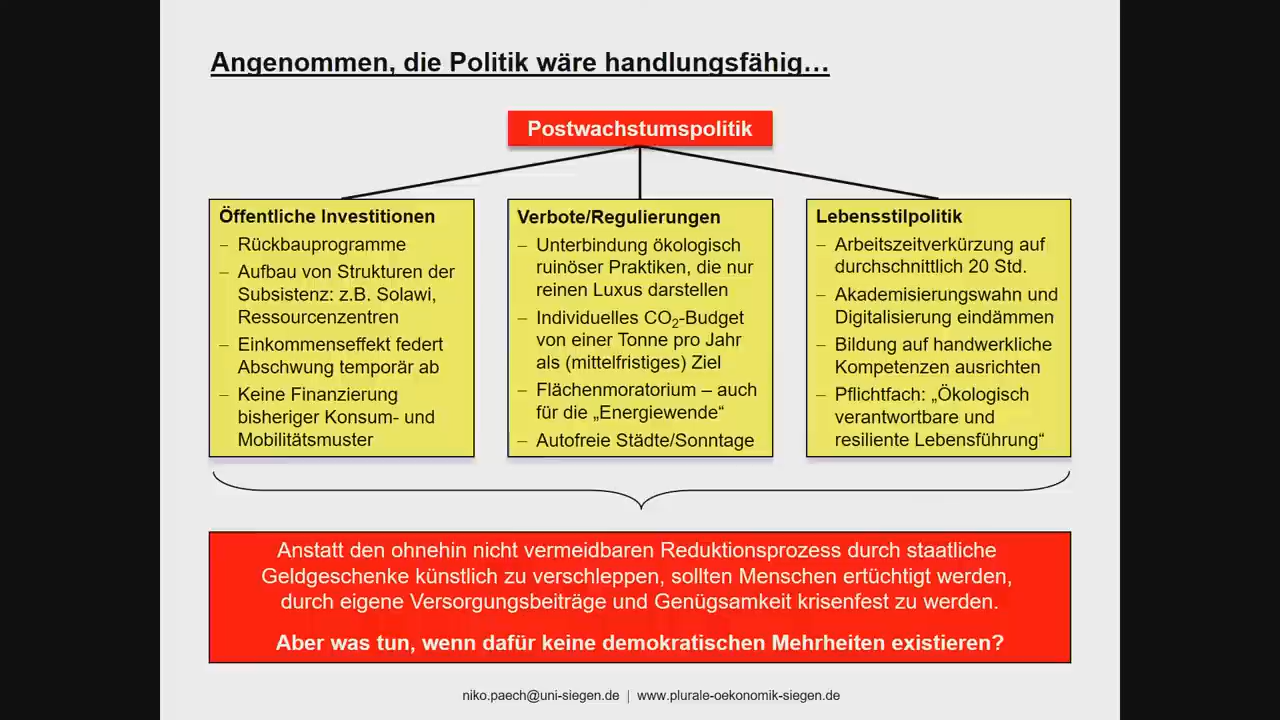 Angenommen, die Politik wäre handlungsfähig…
Postwachstumspolitik
Öffentliche Investitionen
– Rückbauprogramme
– Aufbau von Strukturen der
Subsistenz: z.B. Solawi,
Ressourcenzentren
– Einkommenseffekt federt
Abschwung temporär ab
– Keine Finanzierung
bisheriger Konsum- und
Mobilitätsmuster
Verbote/Regulierungen
– Unterbindung ökologisch
ruinöser Praktiken, die nur
reinen Luxus darstellen
– Individuelles CO₂-Budget
von einer Tonne pro Jahr
als (mittelfristiges) Ziel
– Flächenmoratorium – auch
für die „Energiewende“
– Autofreie Städte/Sonntage
Lebensstilpolitik
– Arbeitszeitverkürzung auf
durchschnittlich 20 Std.
– Akademisierungswahn und
Digitalisierung eindämmen
– Bildung auf handwerkliche
Kompetenzen ausrichten
– Pflichtfach: „Ökologisch
verantwortbare und
resiliente Lebensführung“
Anstatt den ohnehin nicht vermeidbaren Reduktionsprozess durch staatliche
Geldgeschenke künstlich zu verschleppen, sollten Menschen ertüchtigt werden,
durch eigene Versorgungsbeiträge und Genügsamkeit krisenfest zu werden.
Aber was tun, wenn dafür keine demokratischen Mehrheiten existieren?
niko.paech@uni-siegen.de | www.plurale-oekonomik-siegen.de